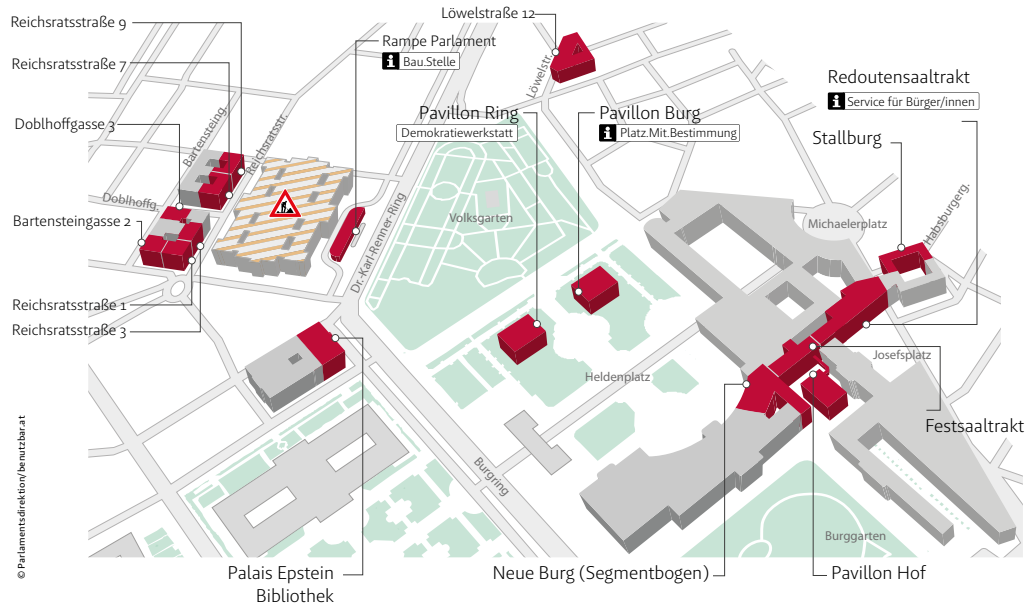 Reichsratsstraße 9
Reichsratsstraße 7
Doblhoffgasse 3
Bartensteingasse 2
Reichsratsstraße 1
Reichsratsstraße 3
Bartensteing.
Reichsratsstr.
Doblhoffg.
Rampe Parlament
i Bau.Stelle
Löwelstraße 12
Löwelstr.
Pavillon Ring
Demokratiewerkstatt
Pavillon Burg
i Platz.Mit.Bestimmung
Redoutensaaltrakt
i Service für Bürger/innen
Stallburg
Habsburgerg.
Michaelerplatz
Volksgarten
Dr.-Karl-Renner-Ring
Heldenplatz
Josefsplatz
Festsaaltrakt
Burgring
Burggarten
Palais Epstein
Bibliothek
Neue Burg (Segmentbogen)
Pavillon Hof
© Parlamentsdirektion/benutzbar.at